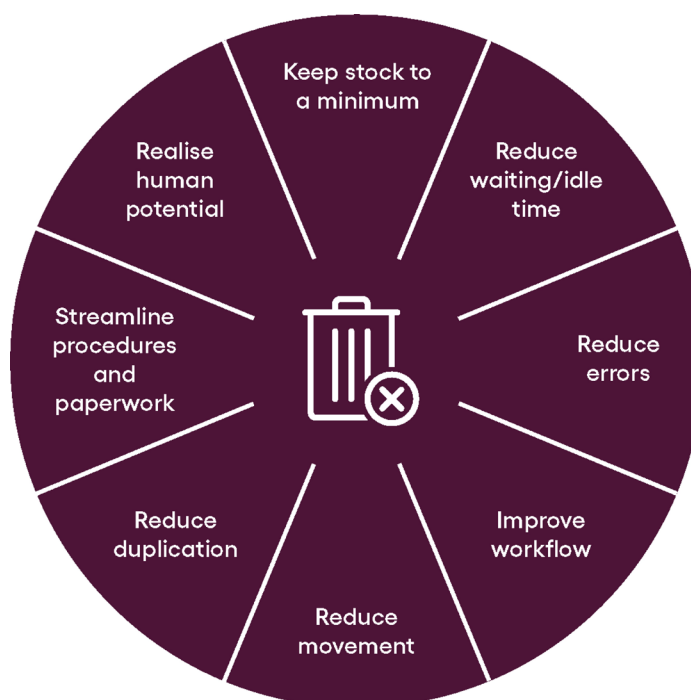 Keep stock to
a minimum
Reduce
waiting/idle
time
Reduce
errors
Improve
workflow
Reduce
movement
Reduce
duplication
Streamline
procedures
and
paperwork
Realise
human
potential